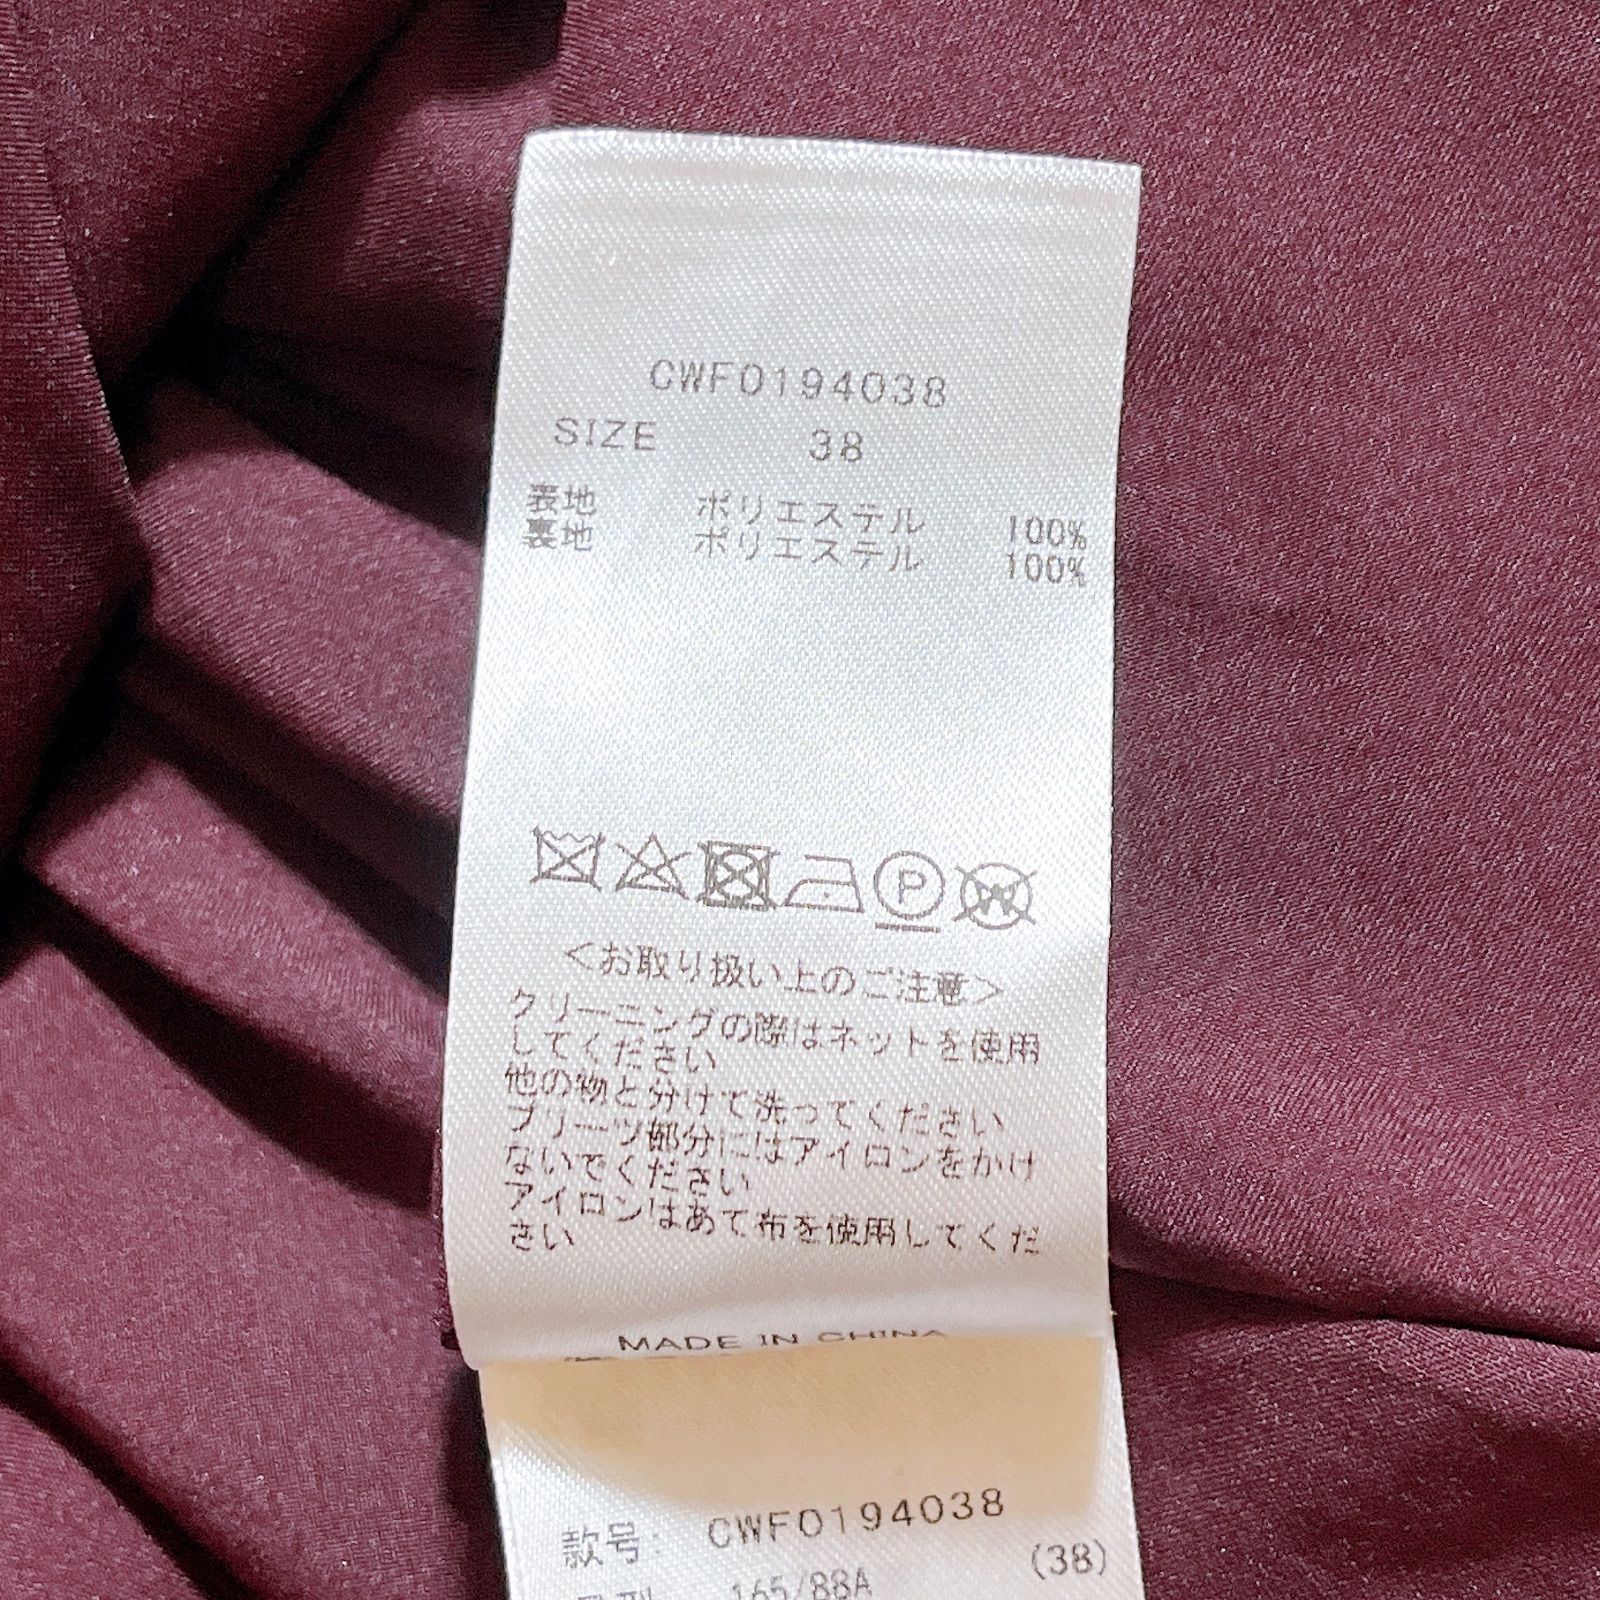 CWF0194038
SIZE 38
表地 ポリエステル 100%
裏地 ポリエステル 100%
P
W
<お取り扱い上のご注意>
クリーニングの際はネットを使用
してください
他の物と分けて洗ってください
プリーツ部分にはアイロンをかけ
ないでください
アイロンはあて布を使用してくだ
さい
MADE IN CHINA
款号: CWF0194038
165/88A (38)